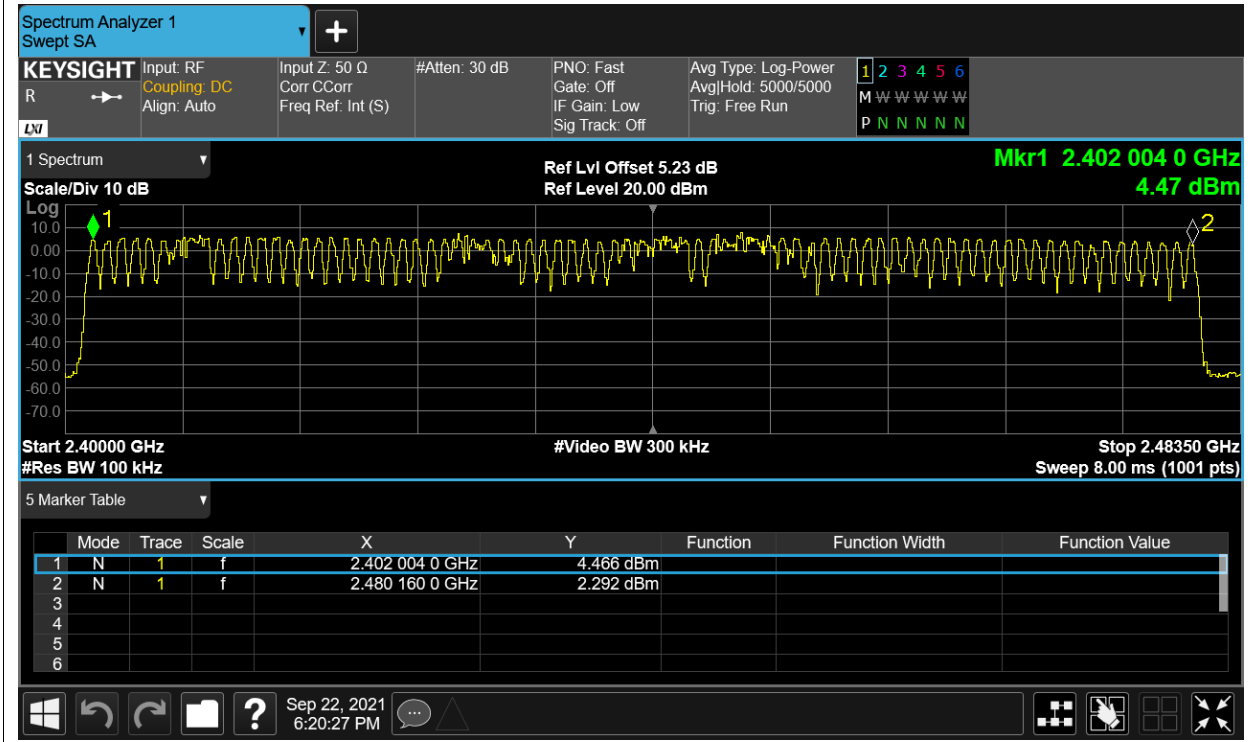 Spectrum Analyzer 1
Swept SA
KEYSIGHT
R
LXI
Input: RF
Coupling: DC
Align: Auto
Input Z: 50 Ω
Corr CCorr
Freq Ref: Int (S)
#Atten: 30 dB
PNO: Fast
Gate: Off
IF Gain: Low
Sig Track: Off
Avg Type: Log-Power
Avg|Hold: 5000/5000
Trig: Free Run
1 2 3 4 5 6
M W W W W W
P N N N N N
1 Spectrum
Scale/Div 10 dB
Ref Lvl Offset 5.23 dB
Ref Level 20.00 dBm
Mkr1 2.402 004 0 GHz
4.47 dBm
Log
1
2
10.0
0.00
-10.0
-20.0
-30.0
-40.0
-50.0
-60.0
-70.0
Start 2.40000 GHz
#Video BW 300 kHz
Stop 2.48350 GHz
#Res BW 100 kHz
Sweep 8.00 ms (1001 pts)
5 Marker Table
Mode Trace Scale X Y Function Function Width Function Value
1 N 1 f 2.402 004 0 GHz 4.466 dBm
2 N 1 f 2.480 160 0 GHz 2.292 dBm
3
4
5
6
?
Sep 22, 2021
6:20:27 PM